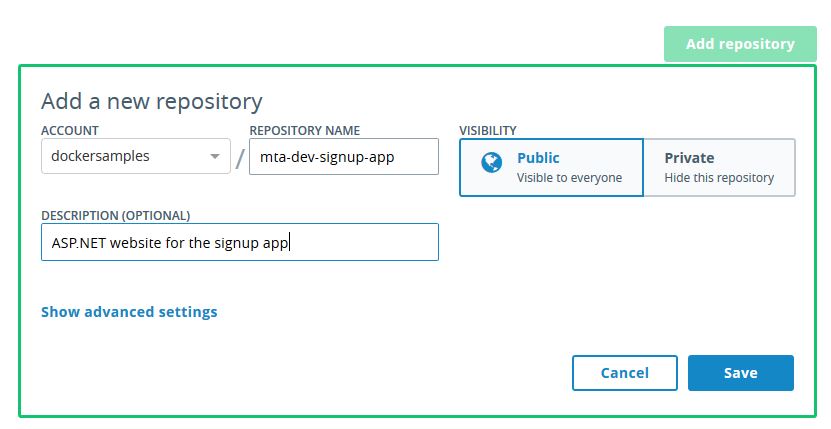 Add repository
Add a new repository
ACCOUNT
REPOSITORY NAME
VISIBILITY
dockersamples / mta-dev-signup-app
Public
Visible to everyone
Private
Hide this repository
DESCRIPTION (OPTIONAL)
ASP.NET website for the signup app
Show advanced settings
Cancel
Save